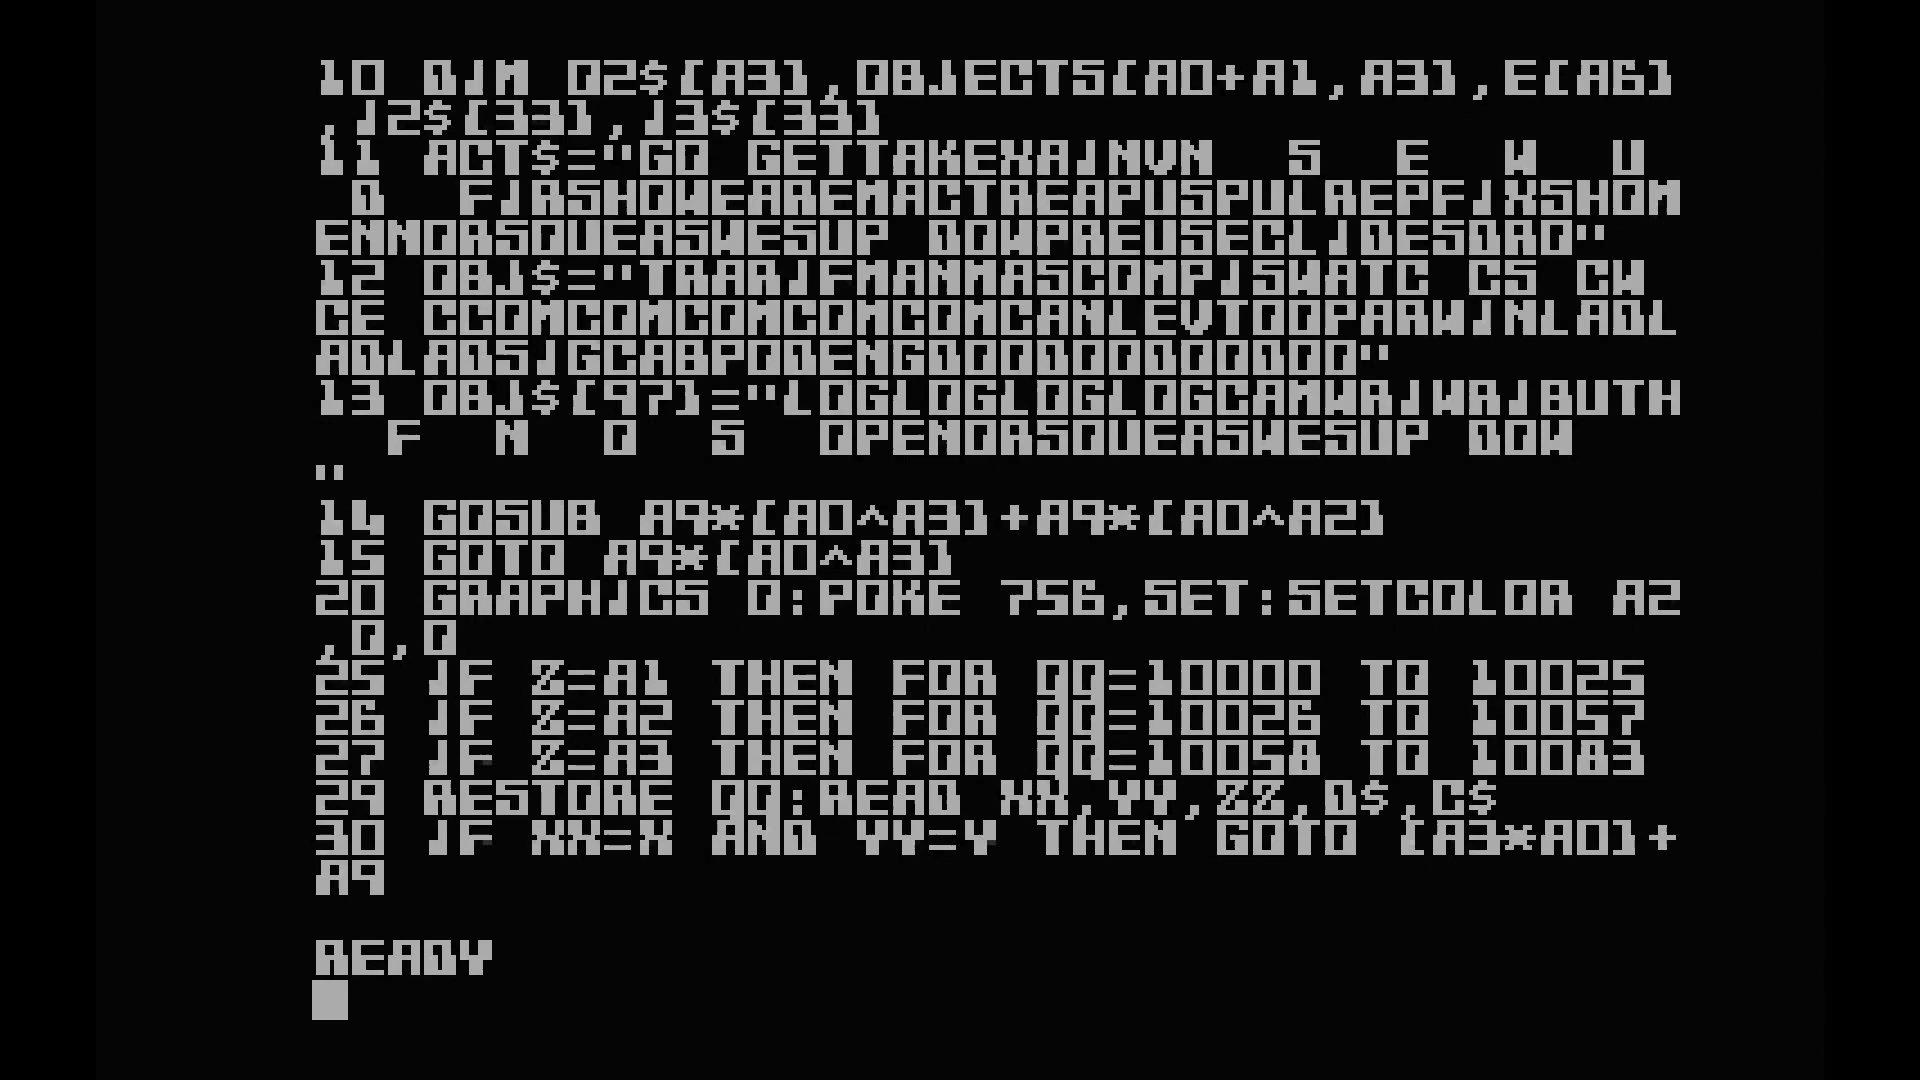 10 DIM O2$(A3),OBJECTS(A0+A1,A3),E(A6)
,I2$(33),I3$(33)
11 ACT$="GO GETTAKEXAINVN  S  E  W  U
 D  FIRSHOWEAREMACTREAPUSPULREPFIXSHOM
ENNORSOUEASWESUP DOWPREUSECLIDESDRO"
12 OBJ$="TRARIFMANMASCOMPISWATC CS CW
CE CCOMCOMCOMCOMCOMCANLEVTOOPARWINLADL
ADLADSIGCABPODENGDOODOODOODOO"
13 OBJ$(97)="LOGLOGLOGLOGCAMWRIWRIBUTH
  F  N  O  S  OPENORSOUEASWESUP DOW
"
14 GOSUB A9*(A0^A3)+A9*(A0^A2)
15 GOTO A9*(A0^A3)
20 GRAPHICS 0:POKE 756,SET:SETCOLOR A2
,0,0
25 IF Z=A1 THEN FOR QQ=10000 TO 10025
26 IF Z=A2 THEN FOR QQ=10026 TO 10057
27 IF Z=A3 THEN FOR QQ=10058 TO 10083
29 RESTORE QQ:READ XX,YY,ZZ,D$,C$
30 IF XX=X AND YY=Y THEN GOTO (A3*A0)+
A9
READY